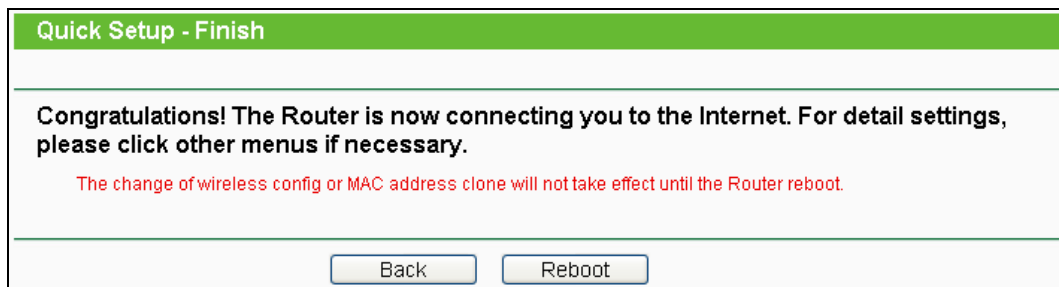 Quick Setup - Finish
Congratulations! The Router is now connecting you to the Internet. For detail settings,
please click other menus if necessary.
The change of wireless config or MAC address clone will not take effect until the Router reboot.
Back Reboot